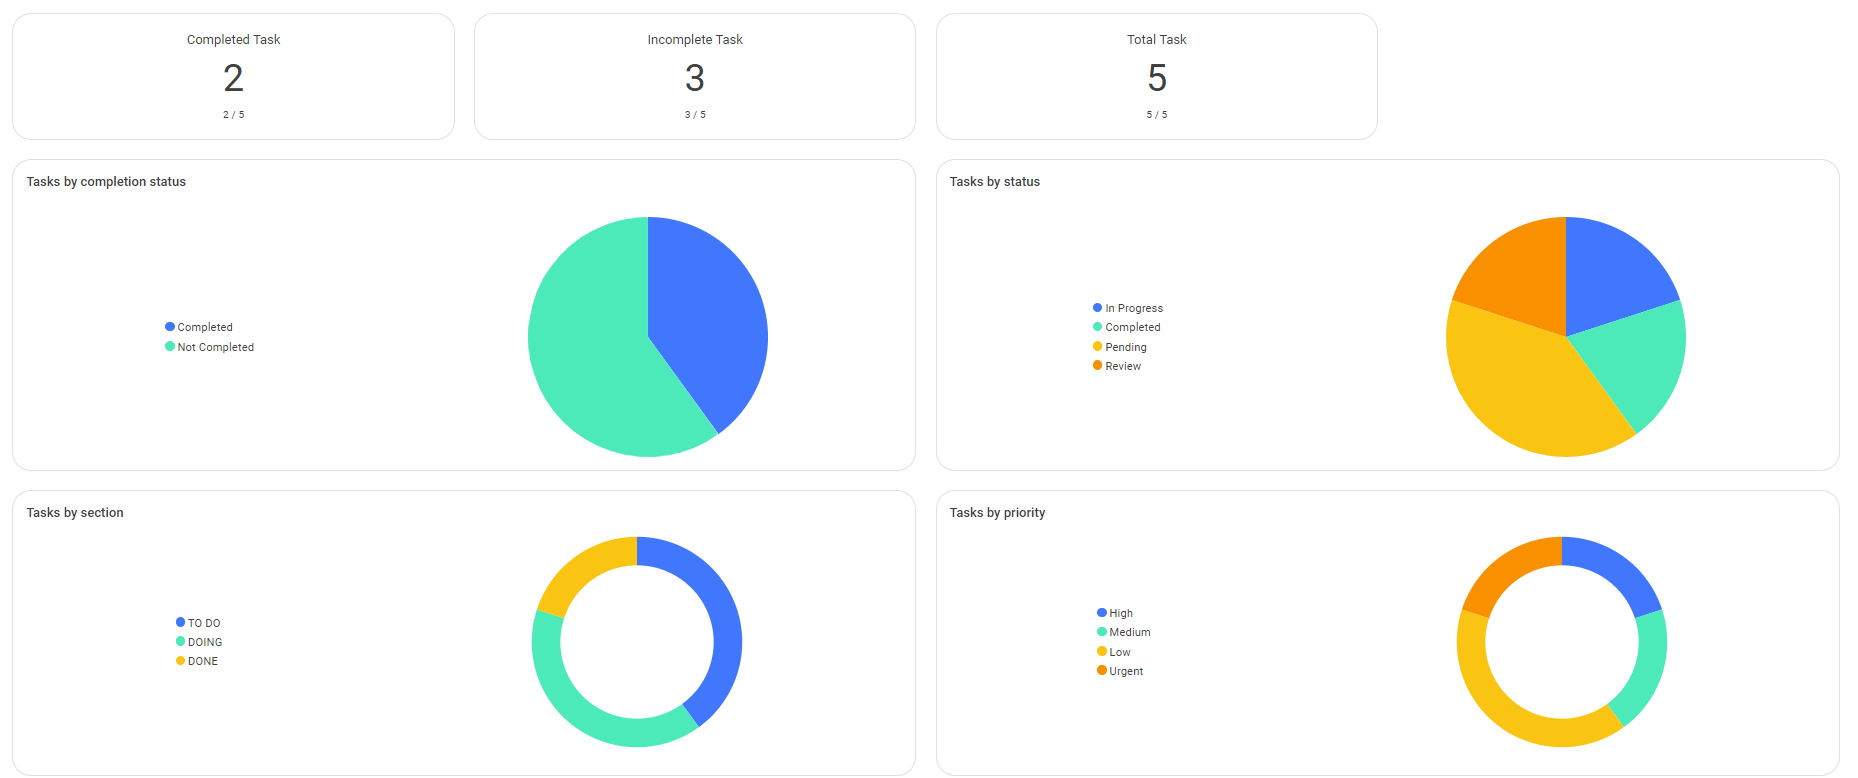 Completed Task
2
2 / 5
Incomplete Task
3
3 / 5
Total Task
5
5 / 5
Tasks by completion status
Completed
Not Completed
Tasks by status
In Progress
Completed
Pending
Review
Tasks by section
TO DO
DOING
DONE
Tasks by priority
High
Medium
Low
Urgent